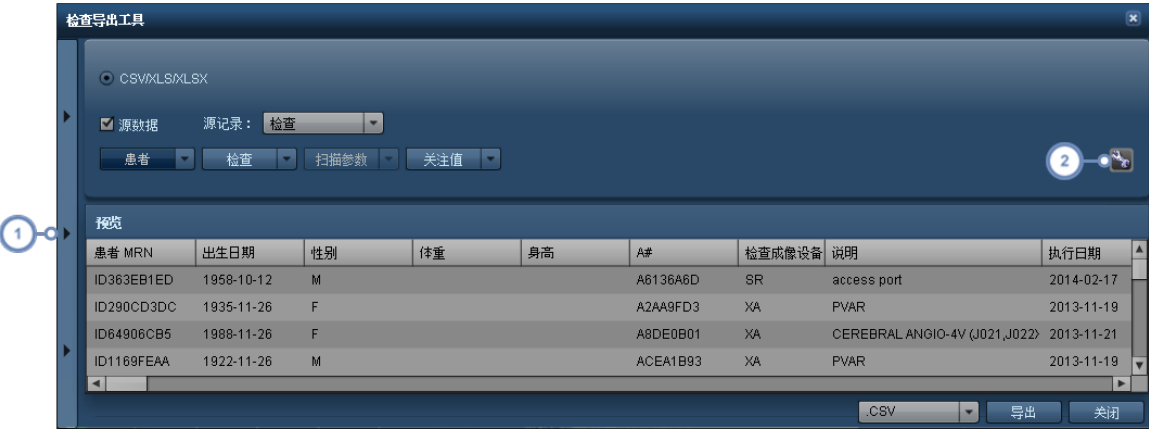 检查导出工具
CSV/XLS/XLSX
源数据 源记录： 检查
患者 检查 扫描参数 关注值
2
1
预览
患者 MRN 出生日期 性别 体重 身高 A# 检查成像设备 说明 执行日期
ID363EB1ED 1958-10-12 M A6136A6D SR access port 2014-02-17
ID290CD3DC 1935-11-26 F A2AA9FD3 XA PVAR 2013-11-19
ID64906CB5 1988-11-26 F A8DE0B01 XA CEREBRAL ANGIO-4V (J021,J022) 2013-11-21
ID1169FEAA 1922-11-26 M ACEA1B93 XA PVAR 2013-11-19
.CSV 导出 关闭